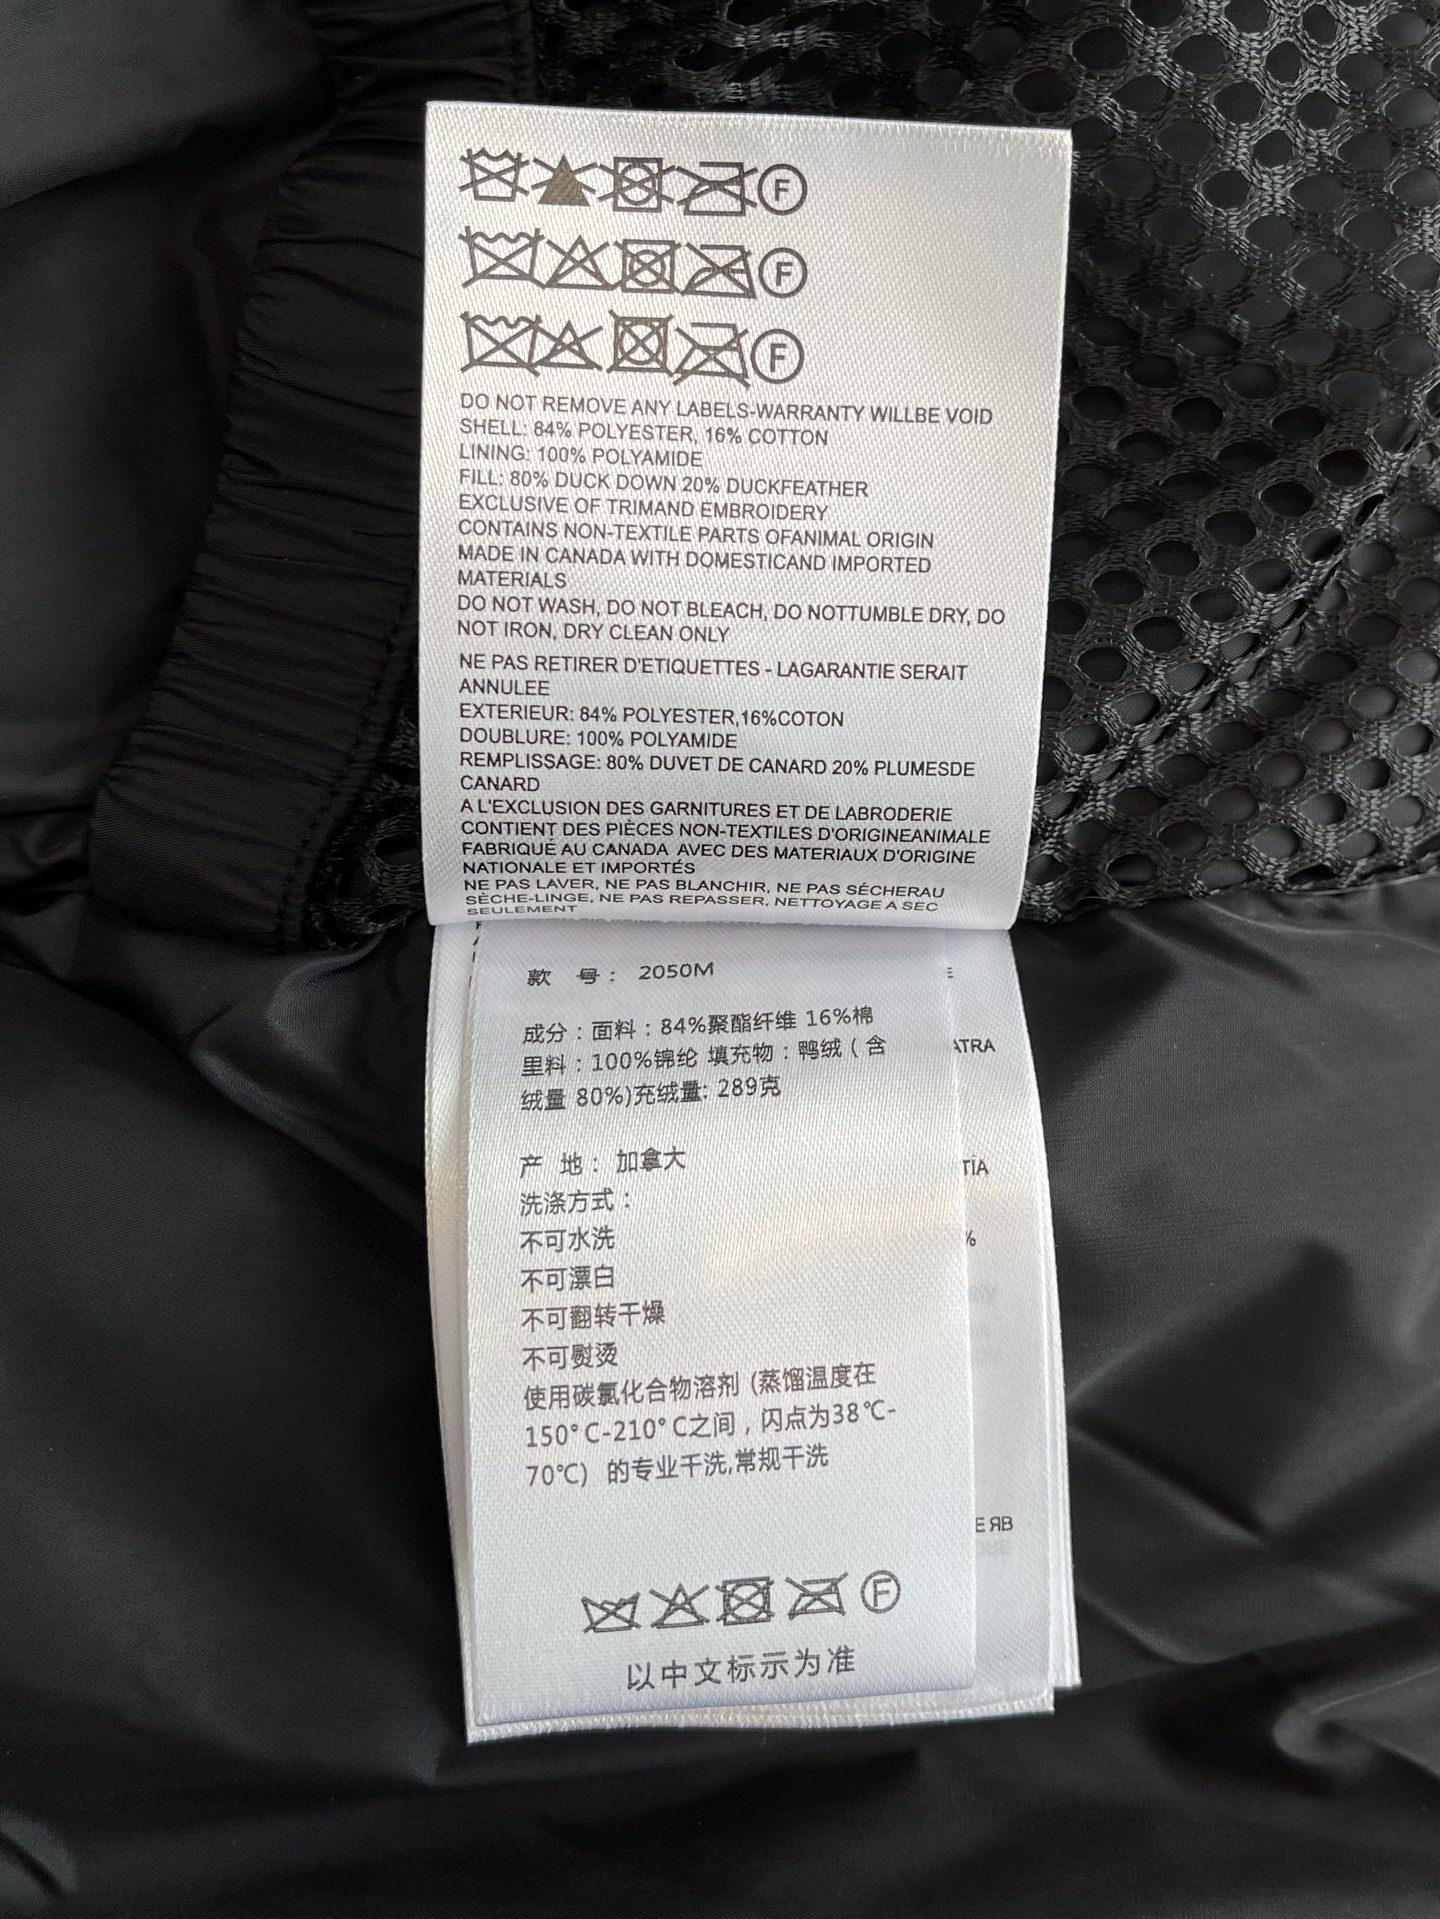 F
F
F
DO NOT REMOVE ANY LABELS-WARRANTY WILLBE VOID
SHELL: 84% POLYESTER, 16% COTTON
LINING: 100% POLYAMIDE
FILL: 80% DUCK DOWN 20% DUCKFEATHER
EXCLUSIVE OF TRIMAND EMBROIDERY
CONTAINS NON-TEXTILE PARTS OFANIMAL ORIGIN
MADE IN CANADA WITH DOMESTICAND IMPORTED
MATERIALS
DO NOT WASH, DO NOT BLEACH, DO NOTTUMBLE DRY, DO
NOT IRON, DRY CLEAN ONLY
NE PAS RETIRER D'ETIQUETTES - LAGARANTIE SERAIT
ANNULEE
EXTERIEUR: 84% POLYESTER,16%COTON
DOUBLURE: 100% POLYAMIDE
REMPLISSAGE: 80% DUVET DE CANARD 20% PLUMESDE
CANARD
A L'EXCLUSION DES GARNITURES ET DE LABRODERIE
CONTIENT DES PIÈCES NON-TEXTILES D'ORIGINEANIMALE
FABRIQUÉ AU CANADA AVEC DES MATERIAUX D'ORIGINE
NATIONALE ET IMPORTÉS
NE PAS LAVER, NE PAS BLANCHIR, NE PAS SÉCHERAU
SÈCHE-LINGE, NE PAS REPASSER, NETTOYAGE A SEC
SEULEMENT
款 号： 2050M
成分：面料：84%聚酯纤维 16%棉
里料：100%锦纶 填充物：鸭绒（含
绒量 80%)充绒量: 289克
产 地： 加拿大
洗涤方式：
不可水洗
不可漂白
不可翻转干燥
不可熨烫
使用碳氯化合物溶剂 (蒸馏温度在
150°C-210°C之间，闪点为38℃-
70℃) 的专业干洗,常规干洗
F
以中文标示为准
ATRA
TÍA
%
E ЯB